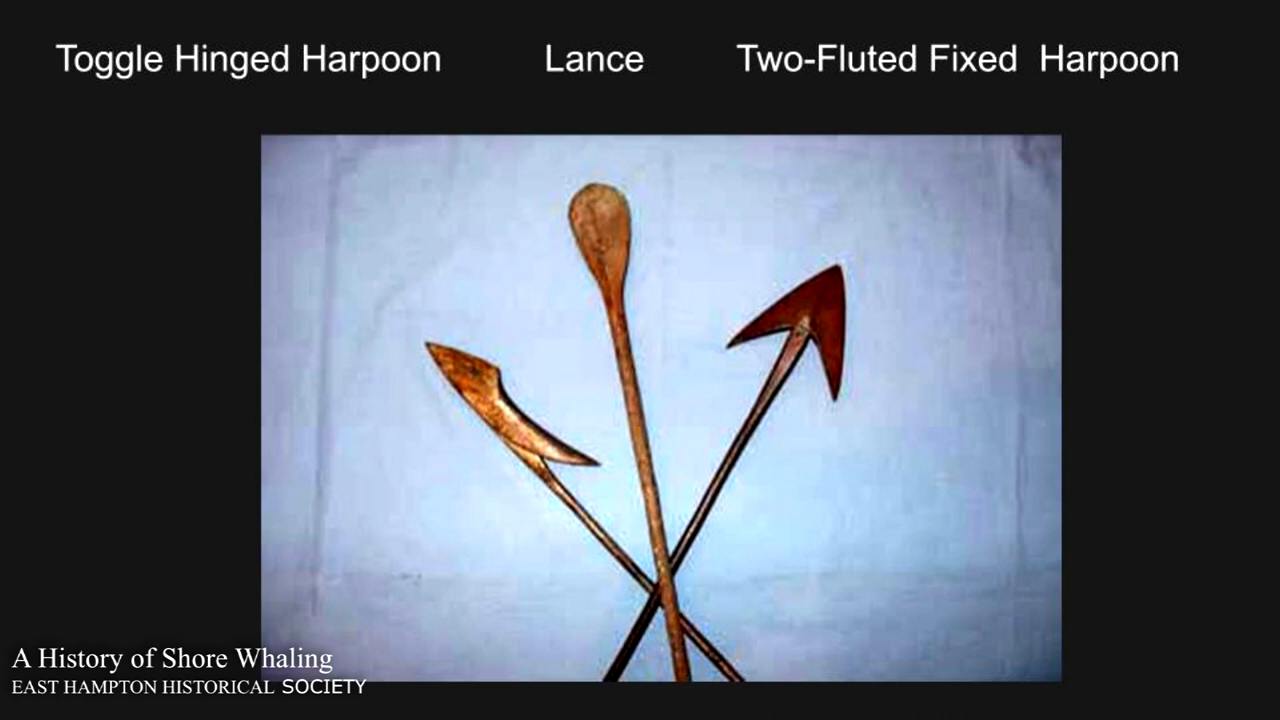 Toggle Hinged Harpoon Lance Two-Fluted Fixed Harpoon
A History of Shore Whaling
EAST HAMPTON HISTORICAL SOCIETY